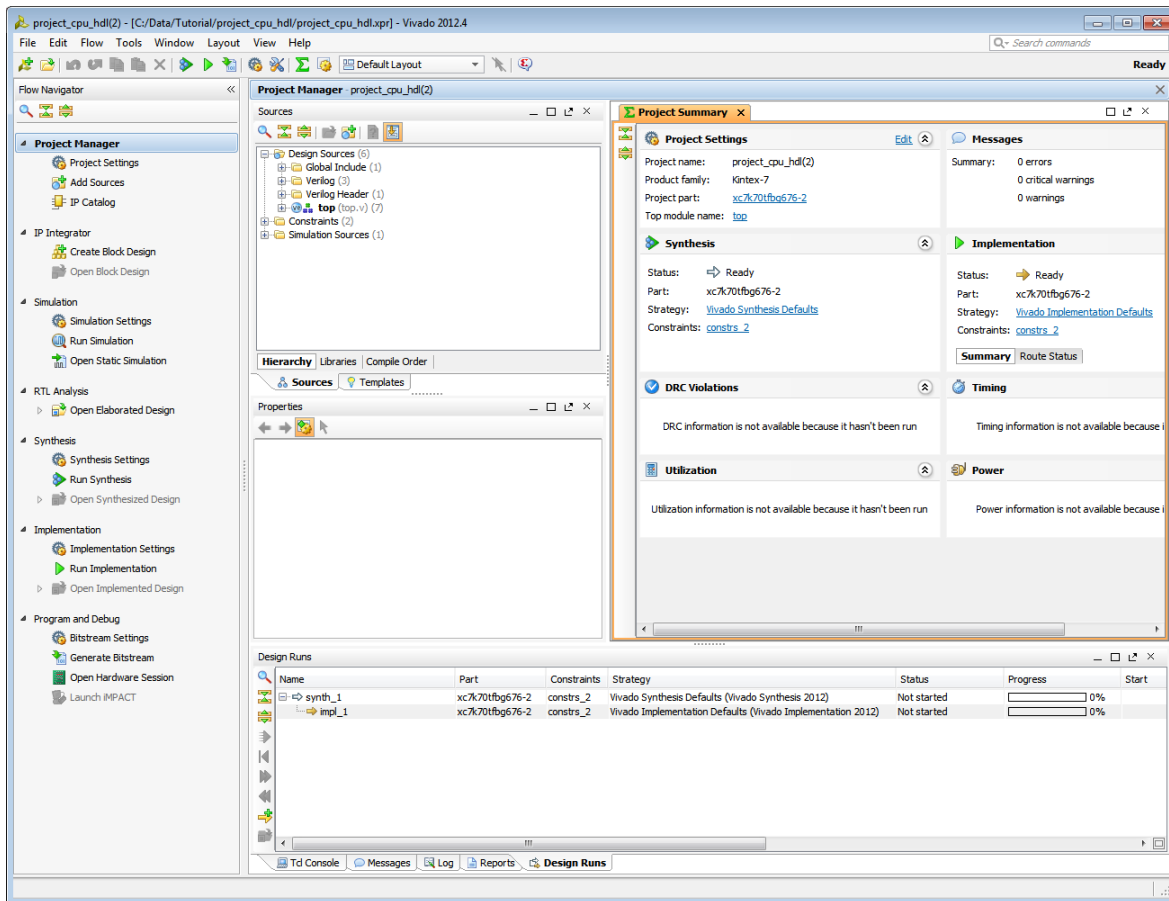 project_cpu_hdl(2) - [C:/Data/Tutorial/project_cpu_hdl/project_cpu_hdl.xpr] - Vivado 2012.4
File Edit Flow Tools Window Layout View Help
Search commands
Default Layout
Ready
Flow Navigator
Project Manager
Project Settings
Add Sources
IP Catalog
IP Integrator
Create Block Design
Open Block Design
Simulation
Simulation Settings
Run Simulation
Open Static Simulation
RTL Analysis
Open Elaborated Design
Synthesis
Synthesis Settings
Run Synthesis
Open Synthesized Design
Implementation
Implementation Settings
Run Implementation
Open Implemented Design
Program and Debug
Bitstream Settings
Generate Bitstream
Open Hardware Session
Launch iMPACT
Project Manager - project_cpu_hdl(2)
Sources
Design Sources (6)
Global Include (1)
Verilog (3)
Verilog Header (1)
top (top.v) (7)
Constraints (2)
Simulation Sources (1)
Hierarchy Libraries Compile Order
Sources Templates
Properties
Project Summary
Project Settings Edit
Project name: project_cpu_hdl(2)
Product family: Kintex-7
Project part: xc7k70tfbg676-2
Top module name: top
Messages
Summary: 0 errors
0 critical warnings
0 warnings
Synthesis
Status: Ready
Part: xc7k70tfbg676-2
Strategy: Vivado Synthesis Defaults
Constraints: constrs_2
Implementation
Status: Ready
Part: xc7k70tfbg676-2
Strategy: Vivado Implementation Defaults
Constraints: constrs_2
Summary Route Status
DRC Violations
DRC information is not available because it hasn't been run
Timing
Timing information is not available because i
Utilization
Utilization information is not available because it hasn't been run
Power
Power information is not available because i
Design Runs
Name Part Constraints Strategy Status Progress Start
synth_1 xc7k70tfbg676-2 constrs_2 Vivado Synthesis Defaults (Vivado Synthesis 2012) Not started 0%
impl_1 xc7k70tfbg676-2 constrs_2 Vivado Implementation Defaults (Vivado Implementation 2012) Not started 0%
Tcl Console Messages Log Reports Design Runs